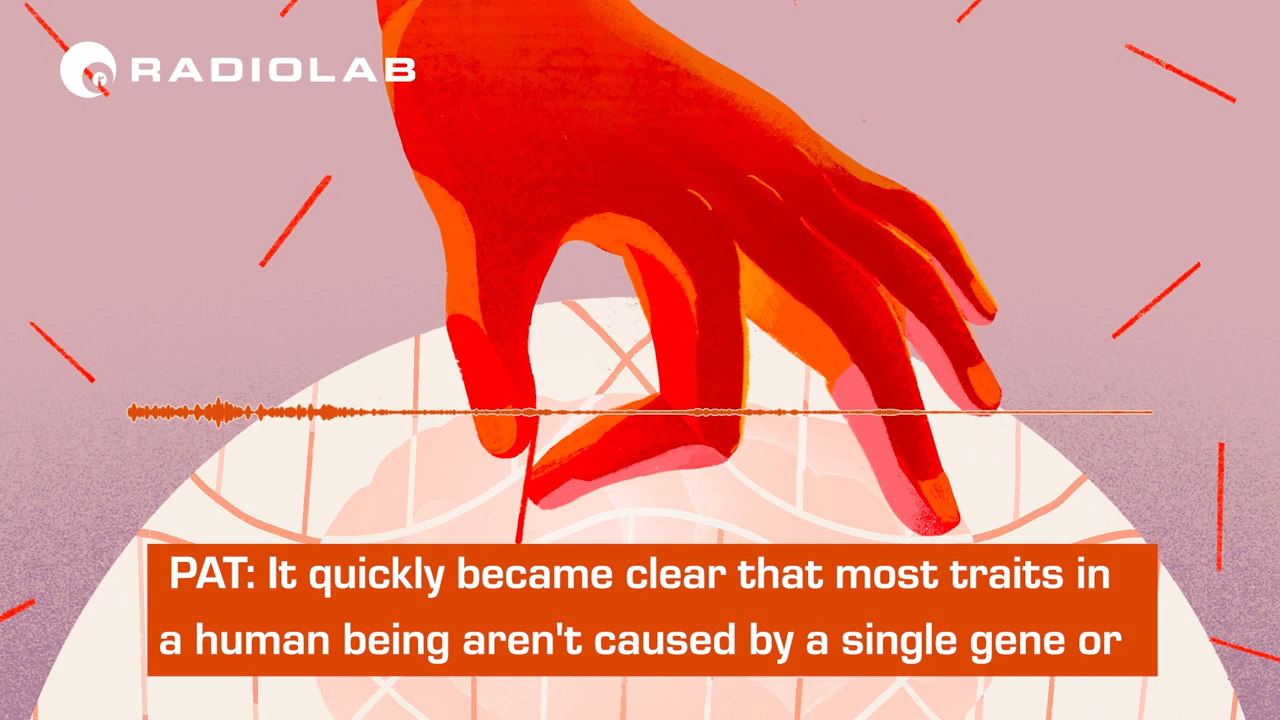 RADIOLAB
PAT: It quickly became clear that most traits in
a human being aren't caused by a single gene or